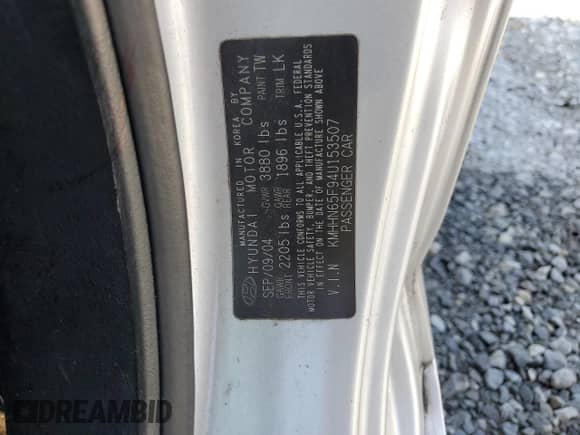 MANUFACTURED IN KOREA BY
HYUNDAI MOTOR COMPANY
SEP/09/04 GVWR 3880 lbs PAINT TW
GAWR FRONT 2205 lbs GAWR REAR 1896 lbs TRIM LK
THIS VEHICLE CONFORMS TO ALL APPLICABLE U.S.A. FEDERAL
MOTOR VEHICLE SAFETY, BUMPER, AND THEFT PREVENTION STANDARDS
IN EFFECT ON THE DATE OF MANUFACTURE SHOWN ABOVE
V.I.N KMHHN65F94U153507
PASSENGER CAR
DREAMBID